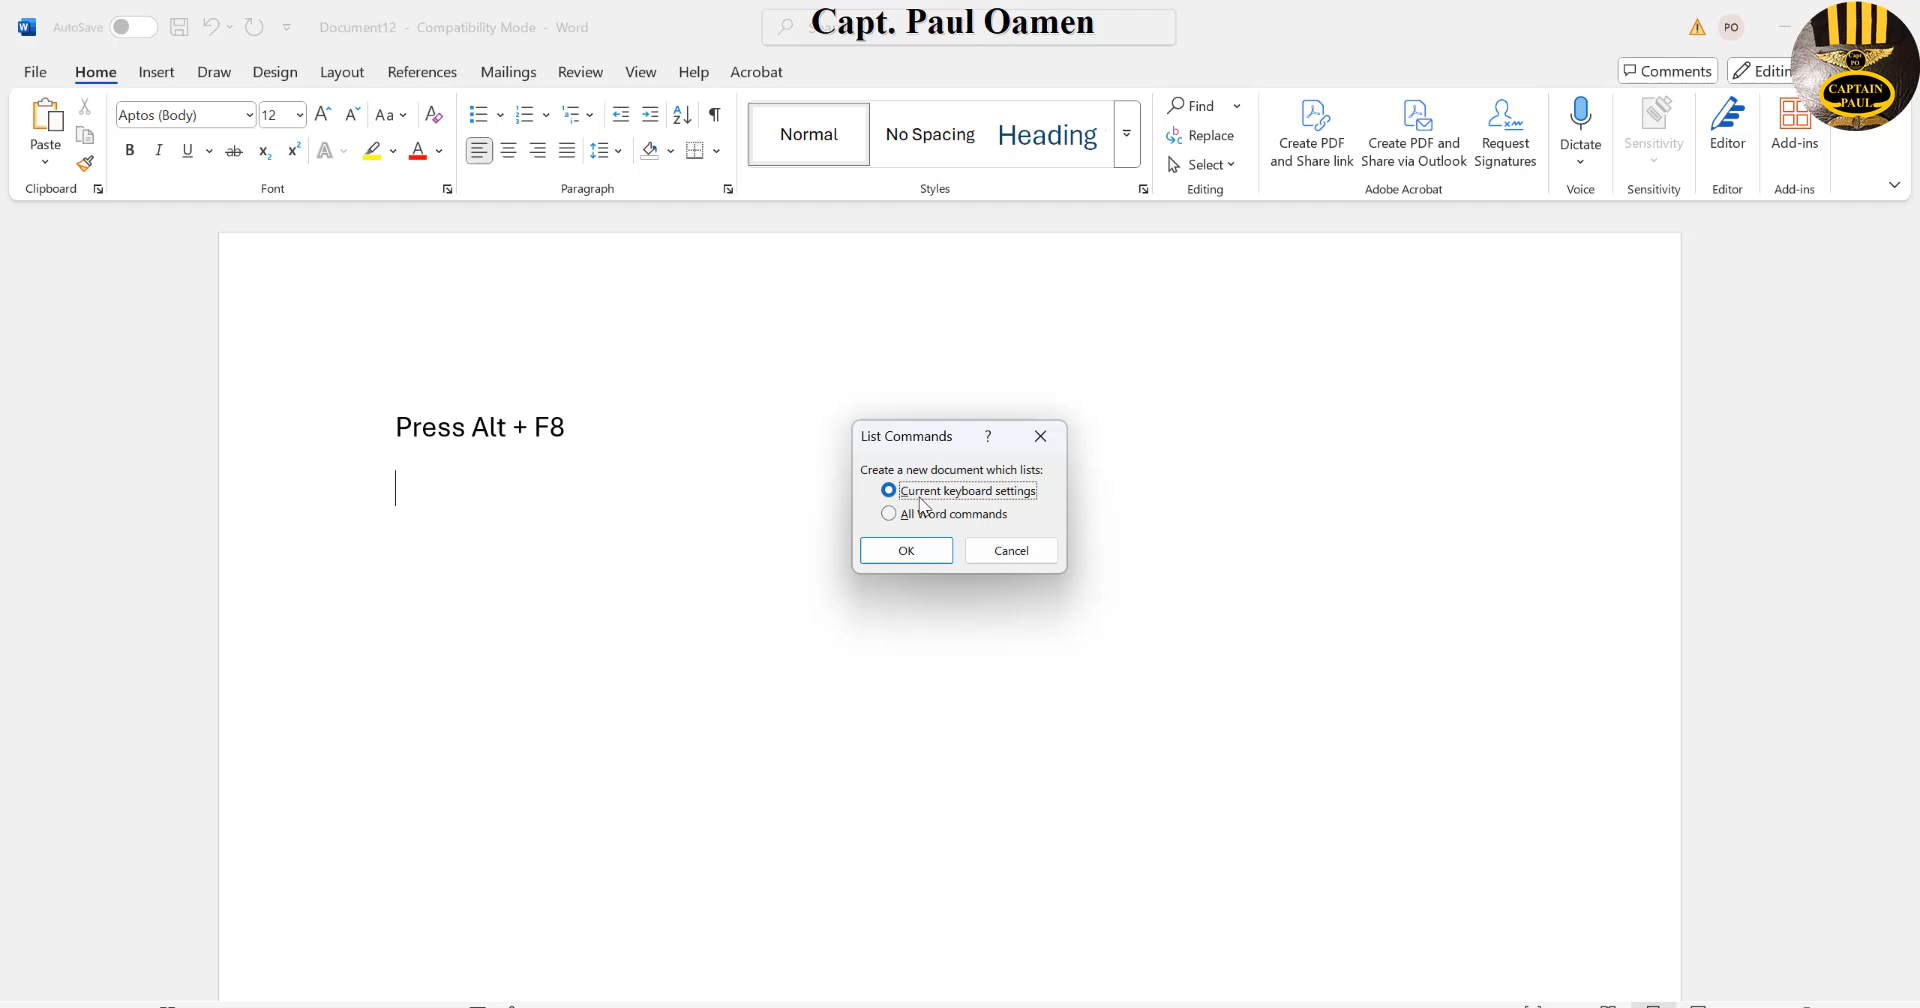 AutoSave
Document12 - Compatibility Mode - Word
Capt. Paul Oamen
PO
File Home Insert Draw Design Layout References Mailings Review View Help Acrobat
Comments
Editin
CAPTAIN
PAUL
Paste
Clipboard
Aptos (Body) 12
Aa
B I U ab x2 x2 A A
Font
Paragraph
Normal
No Spacing
Heading
Styles
Find
Replace
Select
Editing
Create PDF
and Share link
Create PDF and
Share via Outlook
Request
Signatures
Adobe Acrobat
Dictate
Voice
Sensitivity
Sensitivity
Editor
Editor
Add-ins
Add-ins
Press Alt + F8
List Commands ?
Create a new document which lists:
Current keyboard settings
All Word commands
OK Cancel